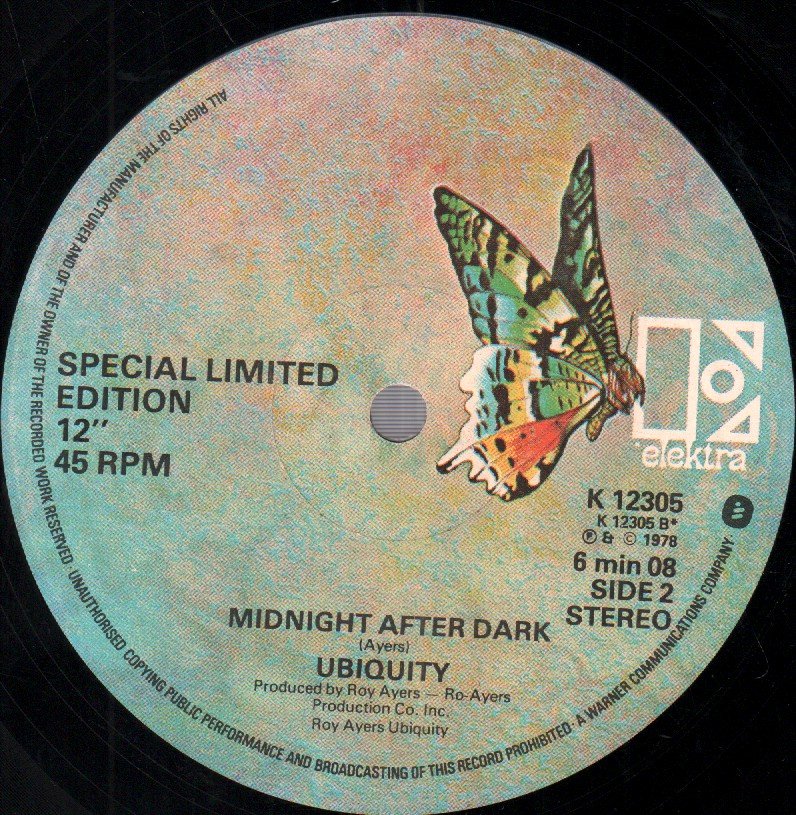 ALL RIGHTS OF THE MANUFACTURER AND OF THE OWNER OF THE RECORDED WORK RESERVED · UNAUTHORISED COPYING PUBLIC PERFORMANCE AND BROADCASTING OF THIS RECORD PROHIBITED · A WARNER COMMUNICATIONS COMPANY ·
SPECIAL LIMITED
EDITION
12"
45 RPM
elektra
K 12305
K 12305 B*
℗ & © 1978
6 min 08
SIDE 2
STEREO
MIDNIGHT AFTER DARK
(Ayers)
UBIQUITY
Produced by Roy Ayers — Ro-Ayers
Production Co. Inc.
Roy Ayers Ubiquity